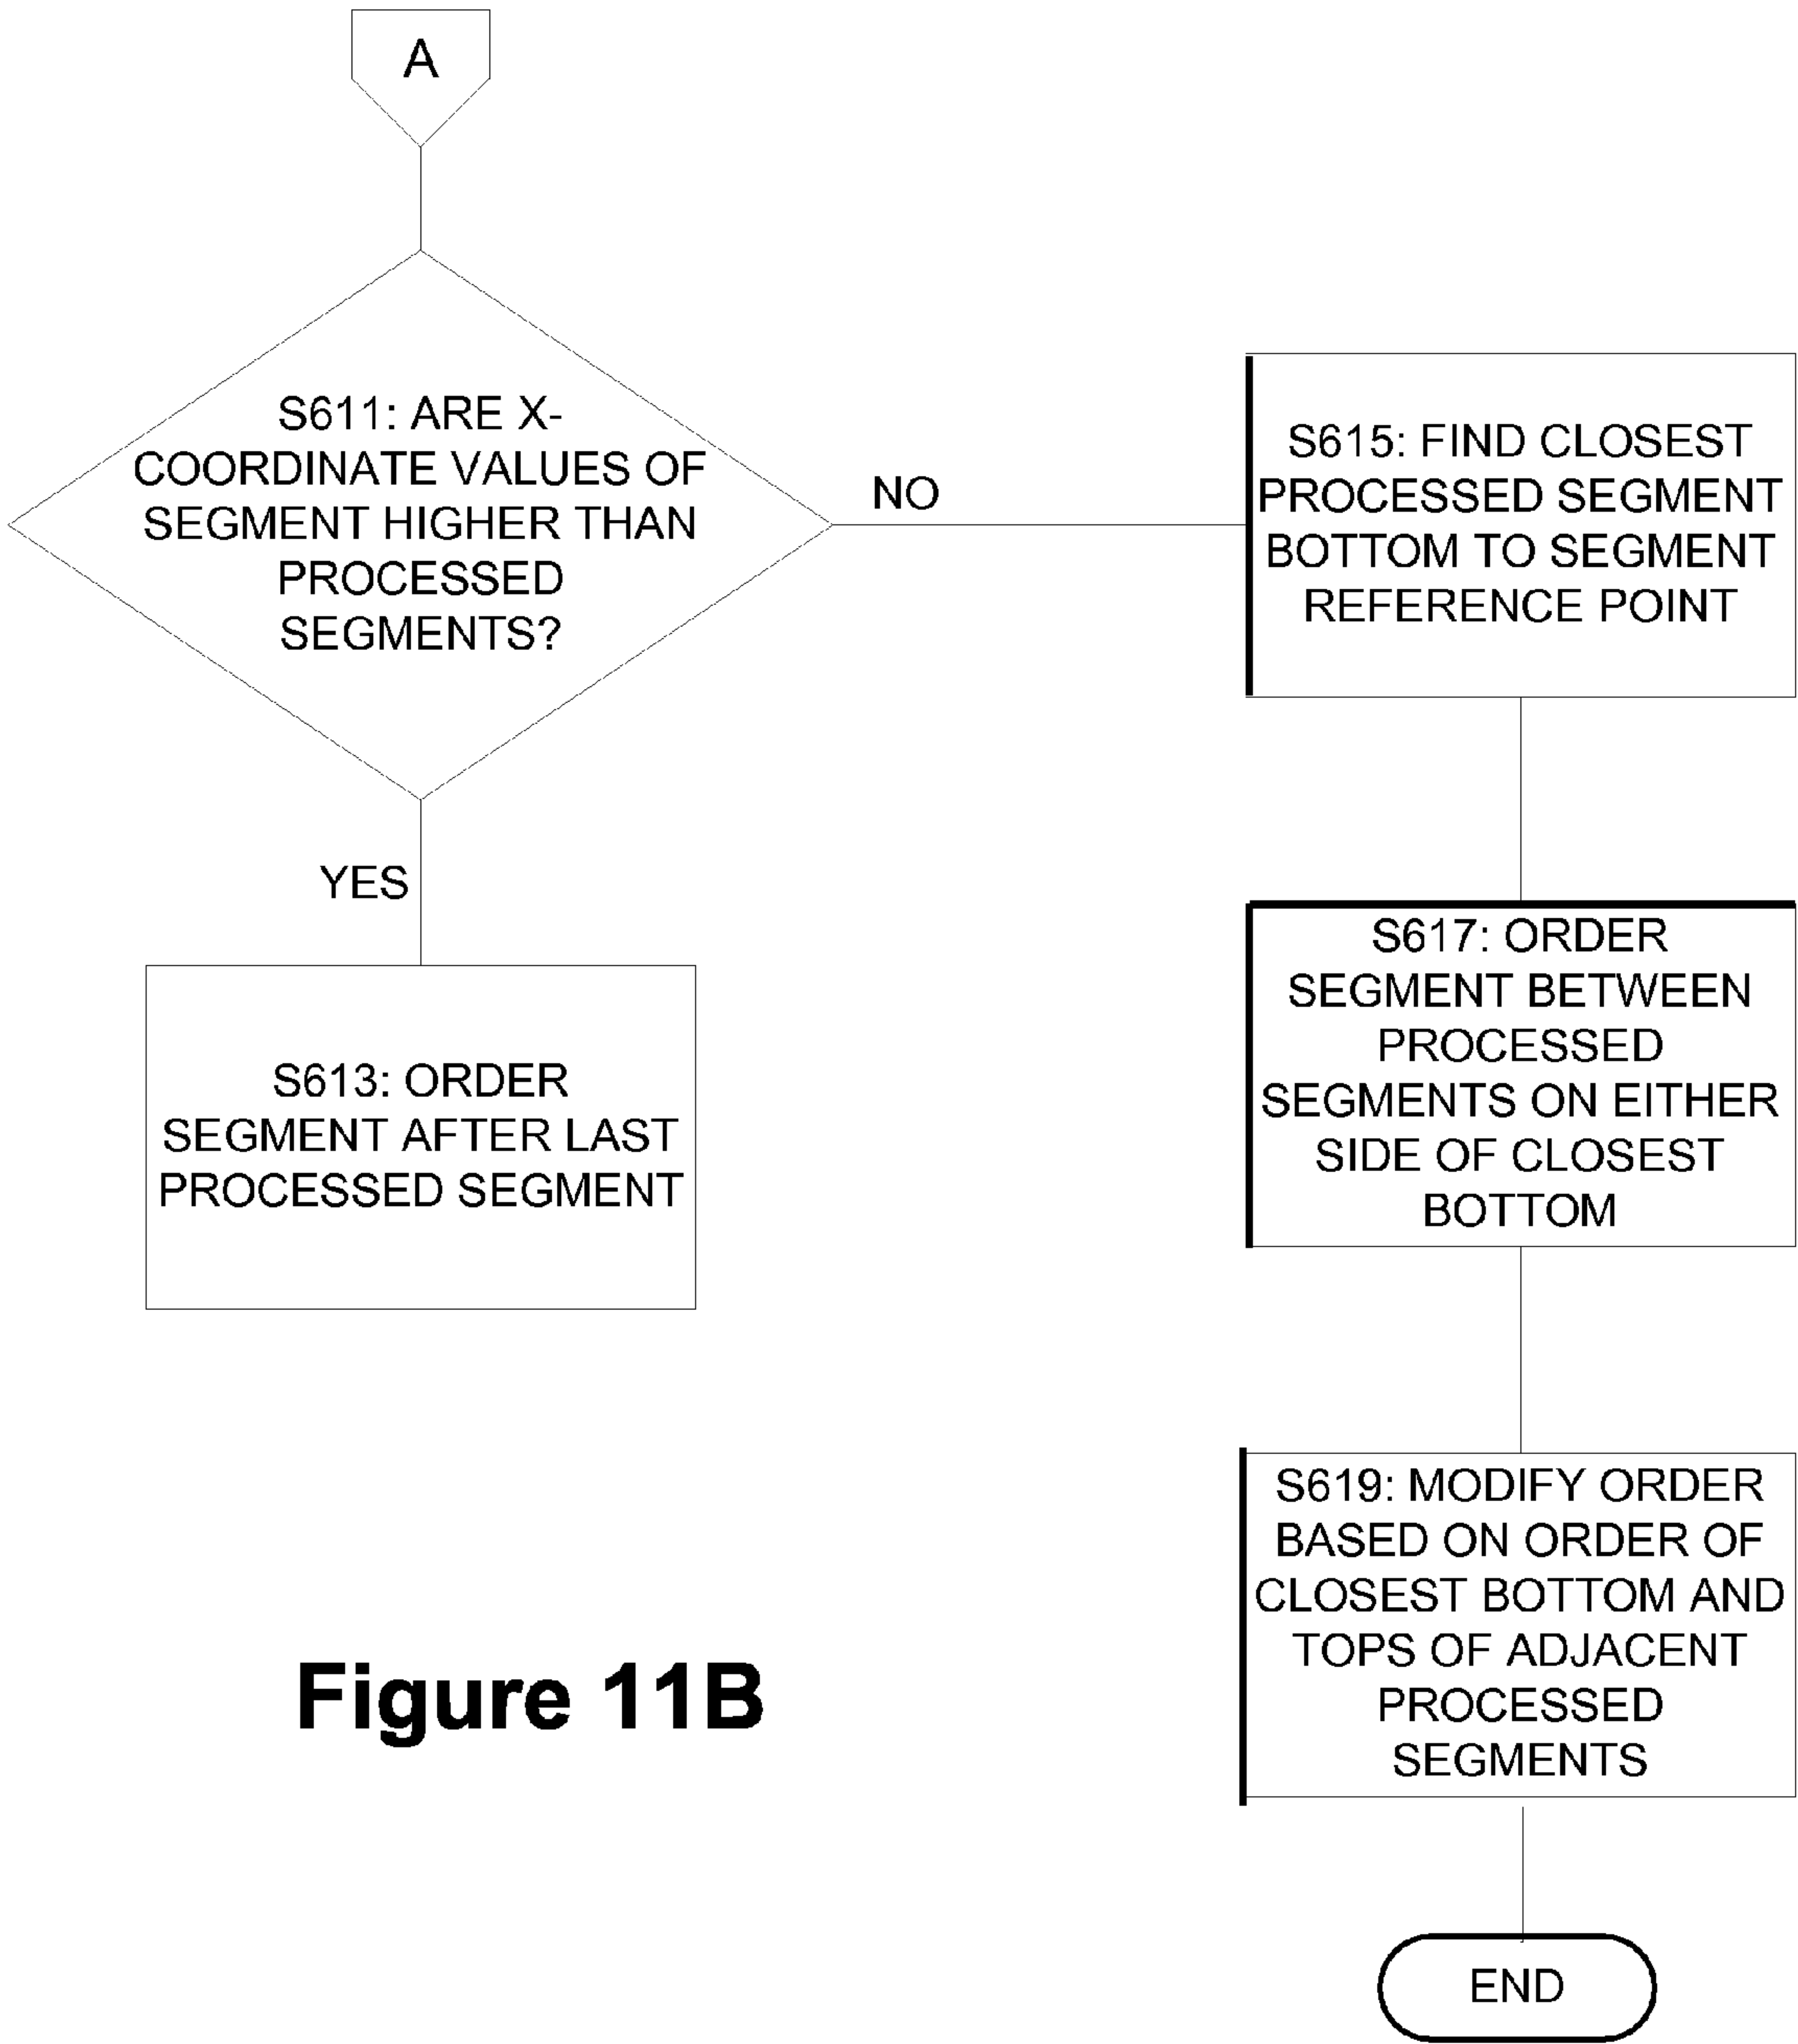 A
S611: ARE X-
COORDINATE VALUES OF
SEGMENT HIGHER THAN
PROCESSED
SEGMENTS?
NO
YES
S613: ORDER
SEGMENT AFTER LAST
PROCESSED SEGMENT
S615: FIND CLOSEST
PROCESSED SEGMENT
BOTTOM TO SEGMENT
REFERENCE POINT
S617: ORDER
SEGMENT BETWEEN
PROCESSED
SEGMENTS ON EITHER
SIDE OF CLOSEST
BOTTOM
S619: MODIFY ORDER
BASED ON ORDER OF
CLOSEST BOTTOM AND
TOPS OF ADJACENT
PROCESSED
SEGMENTS
END
Figure 11B